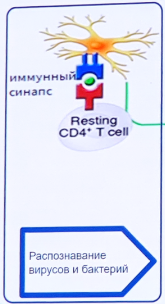 иммунный
синапс
Resting
CD4⁺ T cell
Распознавание
вирусов и бактерий